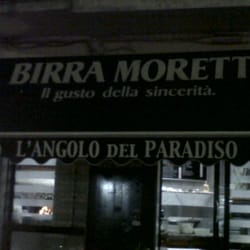 BIRRA MORETT
Il gusto della sincerità.
L'ANGOLO DEL PARADISO